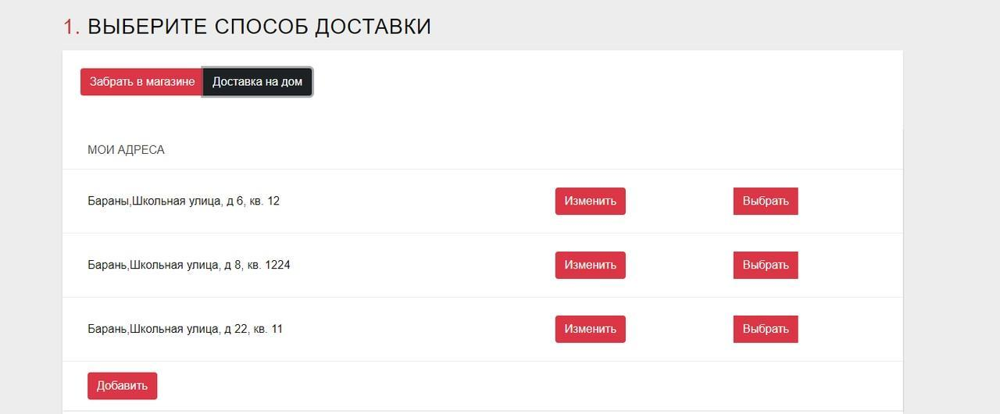 1. ВЫБЕРИТЕ СПОСОБ ДОСТАВКИ
Забрать в магазине Доставка на дом
МОИ АДРЕСА
Бараны,Школьная улица, д 6, кв. 12 Изменить Выбрать
Барань,Школьная улица, д 8, кв. 1224 Изменить Выбрать
Барань,Школьная улица, д 22, кв. 11 Изменить Выбрать
Добавить